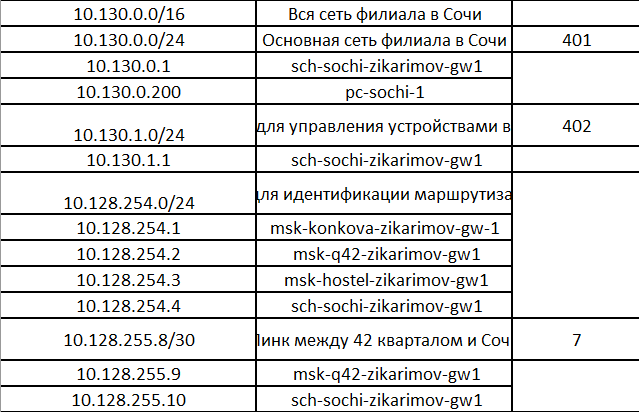 10.130.0.0/16 Вся сеть филиала в Сочи
10.130.0.0/24 Основная сеть филиала в Сочи 401
10.130.0.1 sch-sochi-zikarimov-gw1
10.130.0.200 pc-sochi-1
10.130.1.0/24 для управления устройствами в 402
10.130.1.1 sch-sochi-zikarimov-gw1
10.128.254.0/24 для идентификации маршрутиза
10.128.254.1 msk-konkova-zikarimov-gw-1
10.128.254.2 msk-q42-zikarimov-gw1
10.128.254.3 msk-hostel-zikarimov-gw1
10.128.254.4 sch-sochi-zikarimov-gw1
10.128.255.8/30 Линк между 42 кварталом и Соч 7
10.128.255.9 msk-q42-zikarimov-gw1
10.128.255.10 sch-sochi-zikarimov-gw1